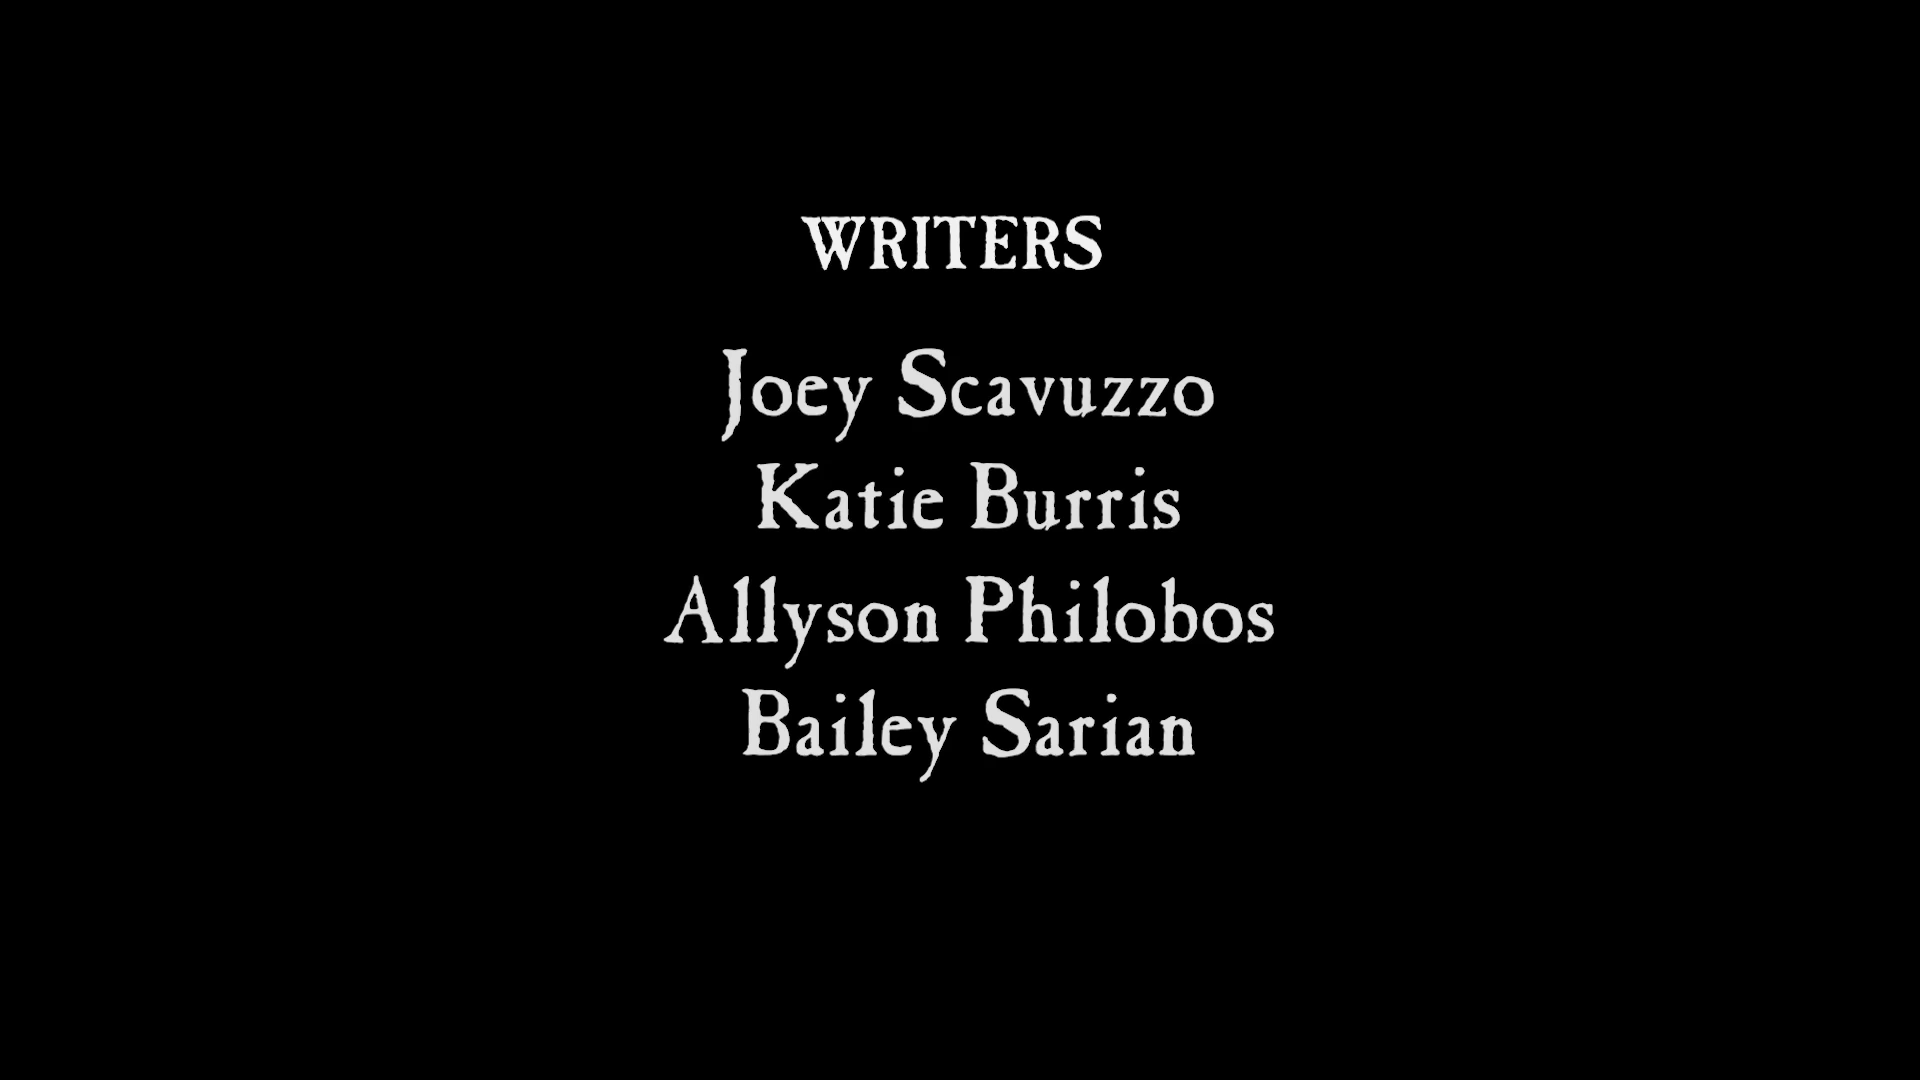 WRITERS
Joey Scavuzzo
Katie Burris
Allyson Philobos
Bailey Sarian